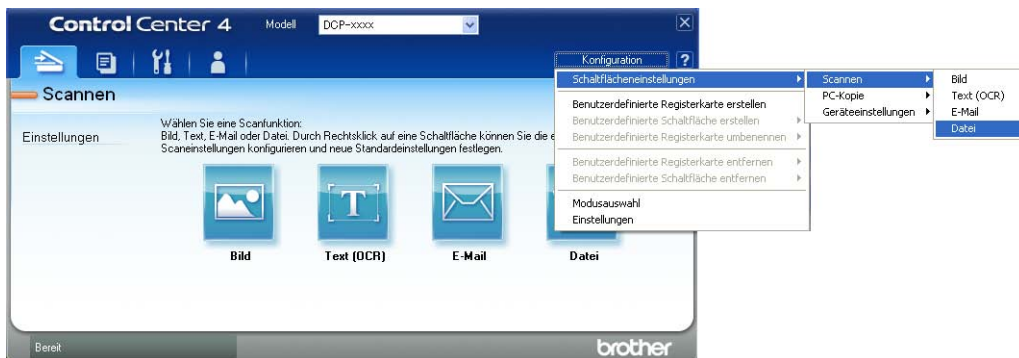 Control Center 4 Modell DCP-xxxx
Konfiguration ?
Scannen
Einstellungen
Wählen Sie eine Scanfunktion:
Bild, Text, E-Mail oder Datei. Durch Rechtsklick auf eine Schaltfläche können Sie die e
Scaneinstellungen konfigurieren und neue Standardeinstellungen festlegen.
T
Bild Text (OCR) E-Mail Datei
Schaltflächeneinstellungen
Benutzerdefinierte Registerkarte erstellen
Benutzerdefinierte Schaltfläche erstellen
Benutzerdefinierte Registerkarte umbenennen
Benutzerdefinierte Registerkarte entfernen
Benutzerdefinierte Schaltfläche entfernen
Modusauswahl
Einstellungen
Scannen
PC-Kopie
Geräteeinstellungen
Bild
Text (OCR)
E-Mail
Datei
Bereit brother